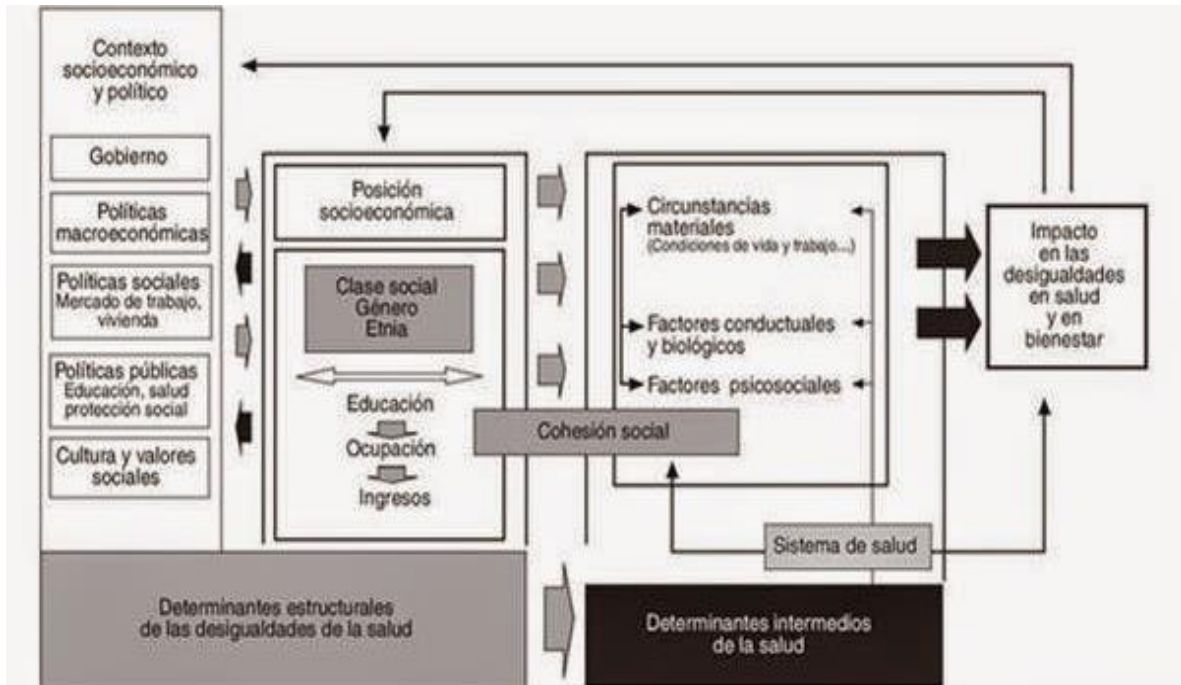 Contexto
socioeconómico
y político
Gobierno
Políticas
macroeconómicas
Políticas sociales
Mercado de trabajo,
vivienda
Políticas públicas
Educación, salud
protección social
Cultura y valores
sociales
Posición
socioeconómica
Clase social
Género
Etnia
Educación
Ocupación
Ingresos
Cohesión social
Circunstancias
materiales
(Condiciones de vida y trabajo...)
Factores conductuales
y biológicos
Factores psicosociales
Sistema de salud
Impacto
en las
desigualdades
en salud
y en
bienestar
Determinantes estructurales
de las desigualdades de la salud
Determinantes intermedios
de la salud